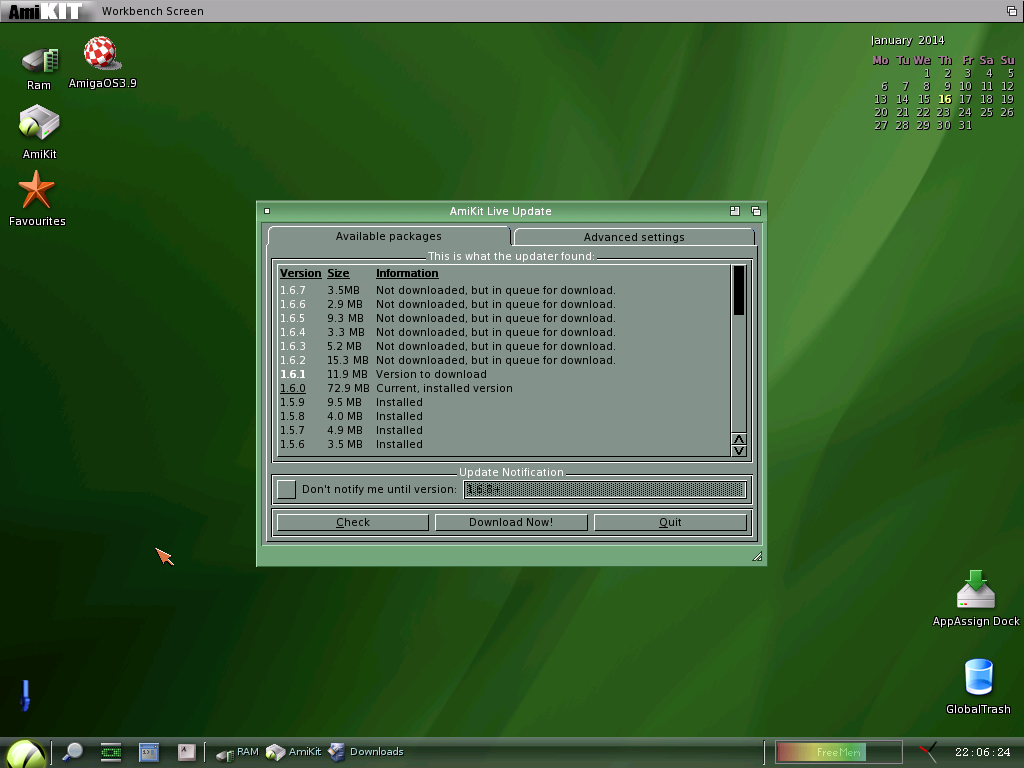 AmiKIT Workbench Screen
January 2014
Mo Tu We Th Fr Sa Su
1 2 3 4 5
6 7 8 9 10 11 12
13 14 15 16 17 18 19
20 21 22 23 24 25 26
27 28 29 30 31
Ram
AmigaOS3.9
AmiKit
Favourites
AmiKit Live Update
Available packages Advanced settings
This is what the updater found:
Version Size Information
1.6.7 3.5MB Not downloaded, but in queue for download.
1.6.6 2.9 MB Not downloaded, but in queue for download.
1.6.5 9.3 MB Not downloaded, but in queue for download.
1.6.4 3.3 MB Not downloaded, but in queue for download.
1.6.3 5.2 MB Not downloaded, but in queue for download.
1.6.2 15.3 MB Not downloaded, but in queue for download.
1.6.1 11.9 MB Version to download
1.6.0 72.9 MB Current, installed version
1.5.9 9.5 MB Installed
1.5.8 4.0 MB Installed
1.5.7 4.9 MB Installed
1.5.6 3.5 MB Installed
Update Notification
Don't notify me until version: 1.6.8+
Check Download Now! Quit
AppAssign Dock
GlobalTrash
RAM AmiKit Downloads FreeMem 22:06:24